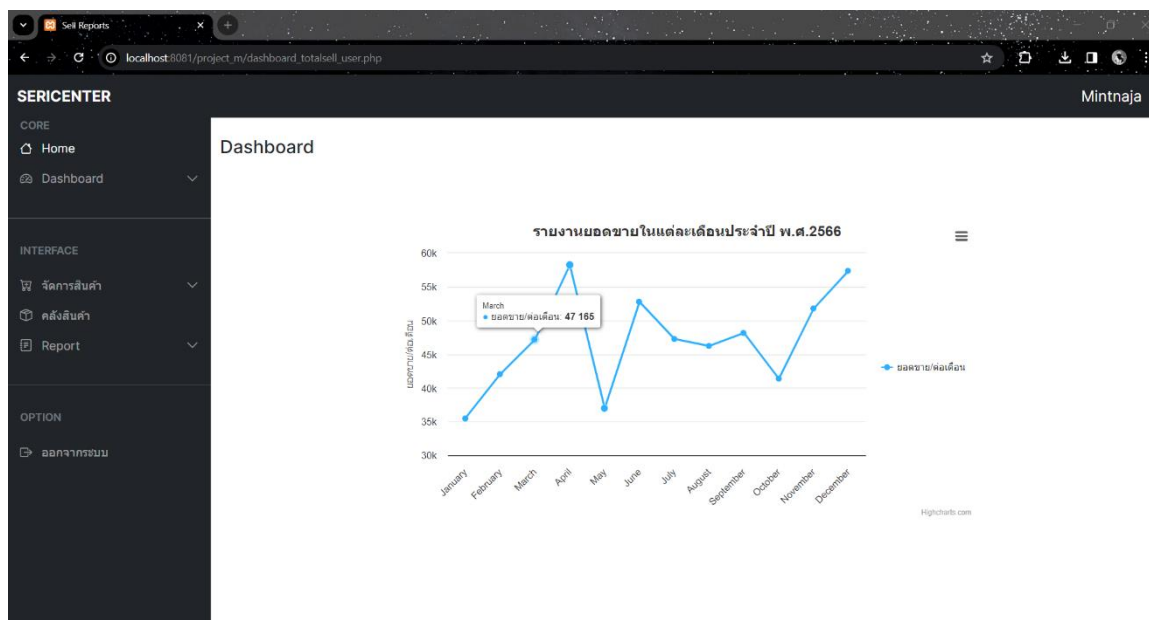 Sell Reports
localhost:8081/project_m/dashboard_totalsell_user.php
SERICENTER
Mintnaja
CORE
Home
Dashboard
INTERFACE
จัดการสินค้า
คลังสินค้า
Report
OPTION
ออกจากระบบ
Dashboard
รายงานยอดขายในแต่ละเดือนประจำปี พ.ศ.2566
60k
55k
50k
45k
40k
35k
30k
ยอดขาย/ต่อเดือน
March
ยอดขาย/ต่อเดือน: 47 165
ยอดขาย/ต่อเดือน
January
February
March
April
May
June
July
August
September
October
November
December
Highcharts.com